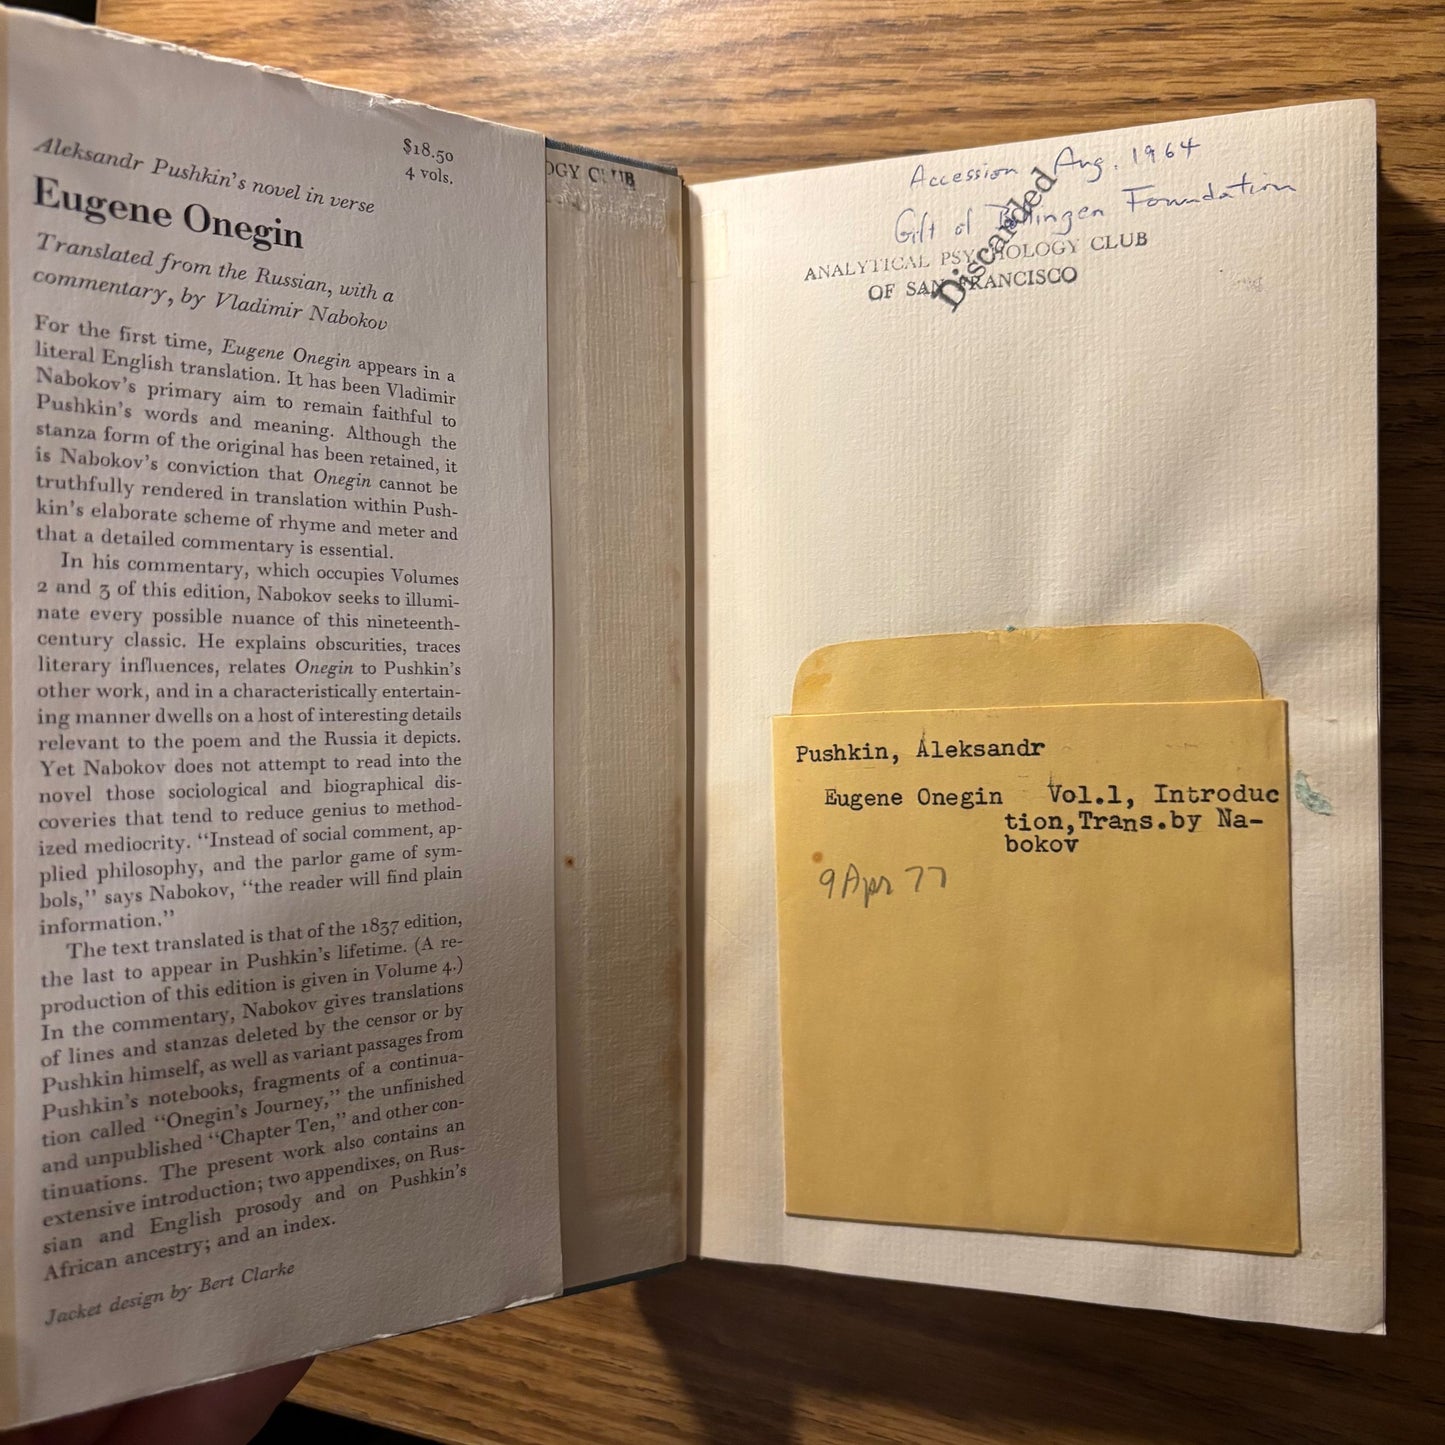 Aleksandr Pushkin's novel in verse
$18.50
4 vols.
Eugene Onegin
Translated from the Russian, with a
commentary, by Vladimir Nabokov
For the first time, Eugene Onegin appears in a
literal English translation. It has been Vladimir
Nabokov's primary aim to remain faithful to
Pushkin's words and meaning. Although the
stanza form of the original has been retained, it
is Nabokov's conviction that Onegin cannot be
truthfully rendered in translation within Push-
kin's elaborate scheme of rhyme and meter and
that a detailed commentary is essential.
In his commentary, which occupies Volumes
2 and 3 of this edition, Nabokov seeks to illumi-
nate every possible nuance of this nineteenth-
century classic. He explains obscurities, traces
literary influences, relates Onegin to Pushkin's
other work, and in a characteristically entertain-
ing manner dwells on a host of interesting details
relevant to the poem and the Russia it depicts.
Yet Nabokov does not attempt to read into the
novel those sociological and biographical dis-
coveries that tend to reduce genius to method-
ized mediocrity. "Instead of social comment, ap-
plied philosophy, and the parlor game of sym-
bols," says Nabokov, "the reader will find plain
information."
The text translated is that of the 1837 edition,
the last to appear in Pushkin's lifetime. (A re-
production of this edition is given in Volume 4.)
In the commentary, Nabokov gives translations
of lines and stanzas deleted by the censor or by
Pushkin himself, as well as variant passages from
Pushkin's notebooks, fragments of a continua-
tion called "Onegin's Journey," the unfinished
and unpublished "Chapter Ten," and other con-
tinuations. The present work also contains an
extensive introduction; two appendixes, on Rus-
sian and English prosody and on Pushkin's
African ancestry; and an index.
Jacket design by Bert Clarke
OGY CLUB
Accession Aug. 1964
Gift of Bollingen Foundation
ANALYTICAL PSYCHOLOGY CLUB
OF SAN FRANCISCO
Discarded
Pushkin, Aleksandr
Eugene Onegin Vol.1, Introduc
tion,Trans.by Na-
bokov
9 Apr 77